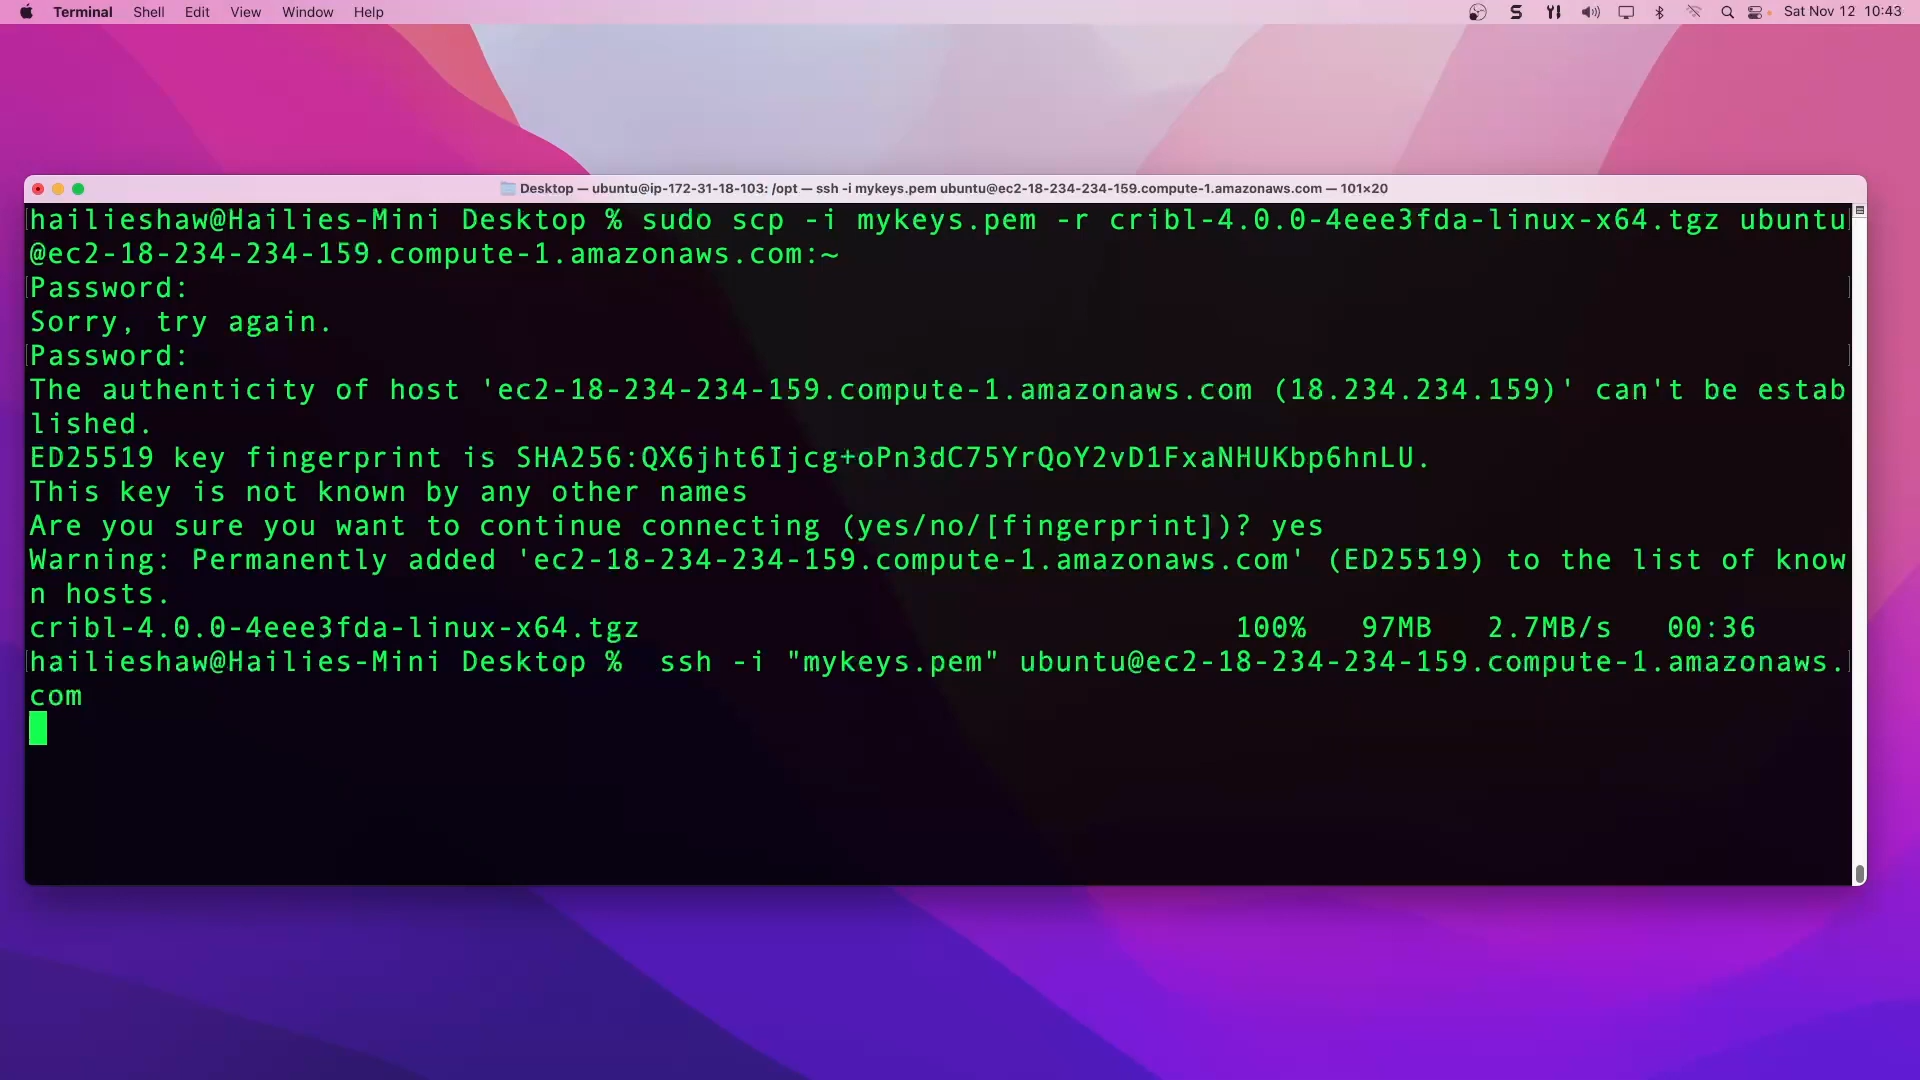 Terminal Shell Edit View Window Help Sat Nov 12 10:43
Desktop — ubuntu@ip-172-31-18-103: /opt — ssh -i mykeys.pem ubuntu@ec2-18-234-234-159.compute-1.amazonaws.com — 101×20
hailieshaw@Hailies-Mini Desktop % sudo scp -i mykeys.pem -r cribl-4.0.0-4eee3fda-linux-x64.tgz ubuntu
@ec2-18-234-234-159.compute-1.amazonaws.com:~
Password:
Sorry, try again.
Password:
The authenticity of host 'ec2-18-234-234-159.compute-1.amazonaws.com (18.234.234.159)' can't be estab
lished.
ED25519 key fingerprint is SHA256:QX6jht6Ijcg+oPn3dC75YrQoY2vD1FxaNHUKbp6hnLU.
This key is not known by any other names
Are you sure you want to continue connecting (yes/no/[fingerprint])? yes
Warning: Permanently added 'ec2-18-234-234-159.compute-1.amazonaws.com' (ED25519) to the list of know
n hosts.
cribl-4.0.0-4eee3fda-linux-x64.tgz 100% 97MB 2.7MB/s 00:36
hailieshaw@Hailies-Mini Desktop %  ssh -i "mykeys.pem" ubuntu@ec2-18-234-234-159.compute-1.amazonaws.
com